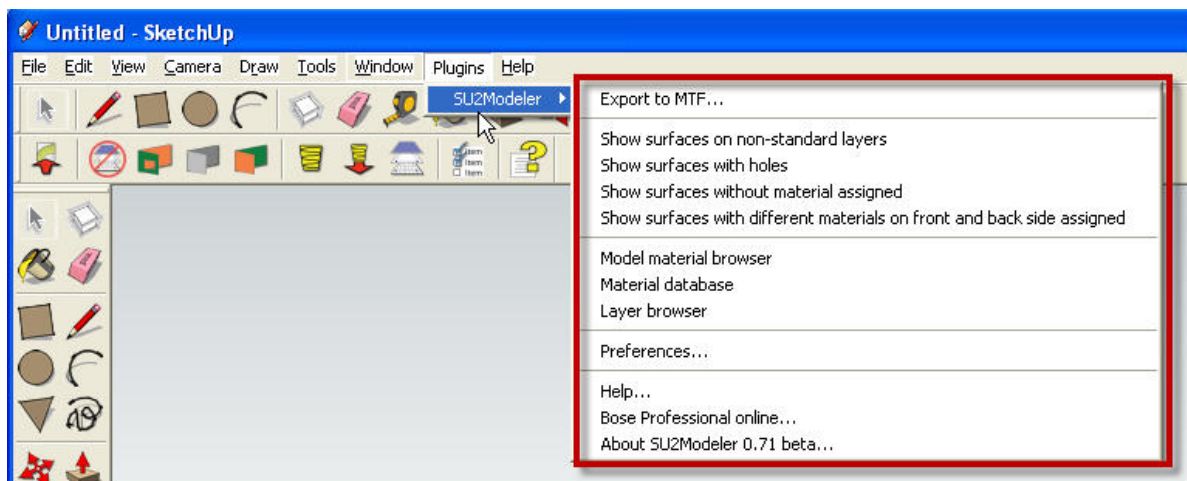 Untitled - SketchUp
File Edit View Camera Draw Tools Window Plugins Help
SU2Modeler
Export to MTF...
Show surfaces on non-standard layers
Show surfaces with holes
Show surfaces without material assigned
Show surfaces with different materials on front and back side assigned
Model material browser
Material database
Layer browser
Preferences...
Help...
Bose Professional online...
About SU2Modeler 0.71 beta...
Item
Item
Item